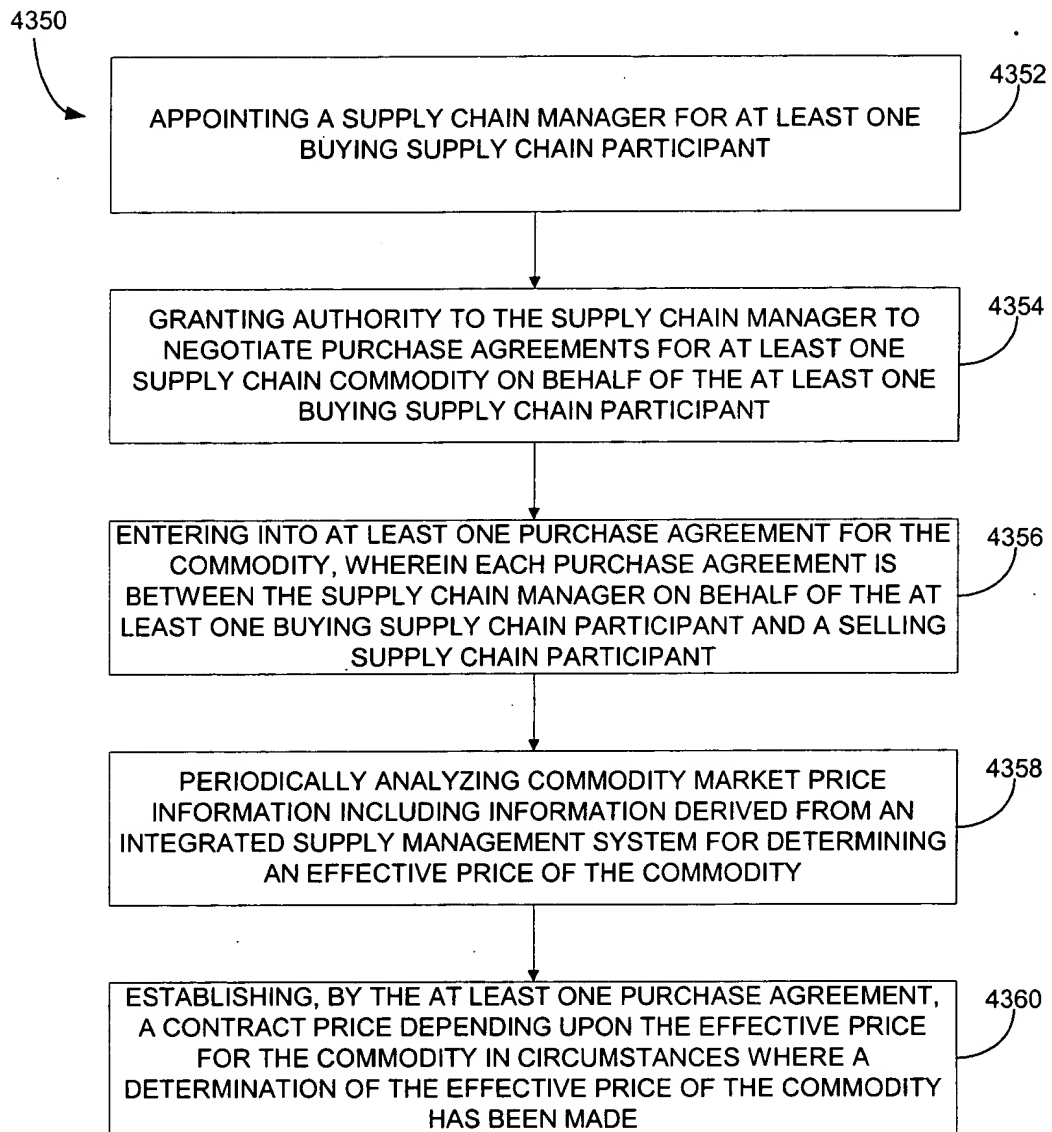 4350
4352
APPOINTING A SUPPLY CHAIN MANAGER FOR AT LEAST ONE
BUYING SUPPLY CHAIN PARTICIPANT
4354
GRANTING AUTHORITY TO THE SUPPLY CHAIN MANAGER TO
NEGOTIATE PURCHASE AGREEMENTS FOR AT LEAST ONE
SUPPLY CHAIN COMMODITY ON BEHALF OF THE AT LEAST ONE
BUYING SUPPLY CHAIN PARTICIPANT
4356
ENTERING INTO AT LEAST ONE PURCHASE AGREEMENT FOR THE
COMMODITY, WHEREIN EACH PURCHASE AGREEMENT IS
BETWEEN THE SUPPLY CHAIN MANAGER ON BEHALF OF THE AT
LEAST ONE BUYING SUPPLY CHAIN PARTICIPANT AND A SELLING
SUPPLY CHAIN PARTICIPANT
4358
PERIODICALLY ANALYZING COMMODITY MARKET PRICE
INFORMATION INCLUDING INFORMATION DERIVED FROM AN
INTEGRATED SUPPLY MANAGEMENT SYSTEM FOR DETERMINING
AN EFFECTIVE PRICE OF THE COMMODITY
4360
ESTABLISHING, BY THE AT LEAST ONE PURCHASE AGREEMENT,
A CONTRACT PRICE DEPENDING UPON THE EFFECTIVE PRICE
FOR THE COMMODITY IN CIRCUMSTANCES WHERE A
DETERMINATION OF THE EFFECTIVE PRICE OF THE COMMODITY
HAS BEEN MADE